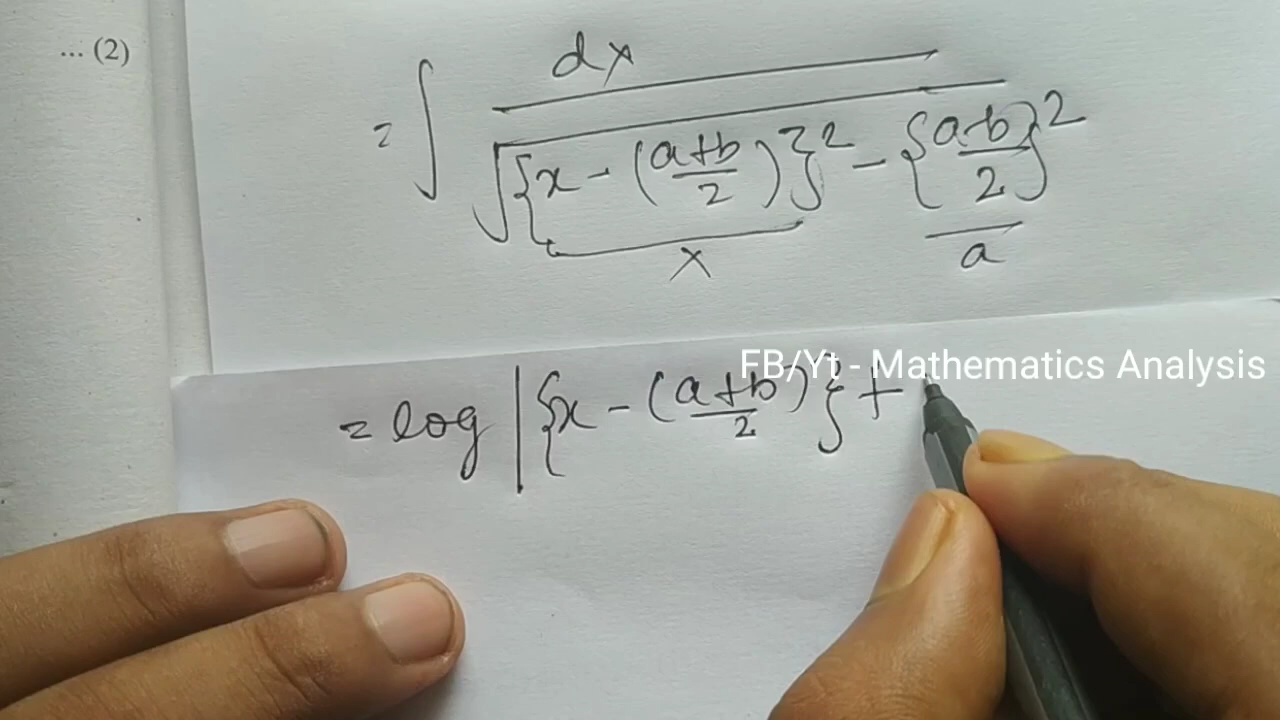 ... (2)
= ∫ dx / √{x - (a+b/2)}² - {a-b/2}²
x a
FB/Yt - Mathematics Analysis
= log |{x - (a+b/2)} +